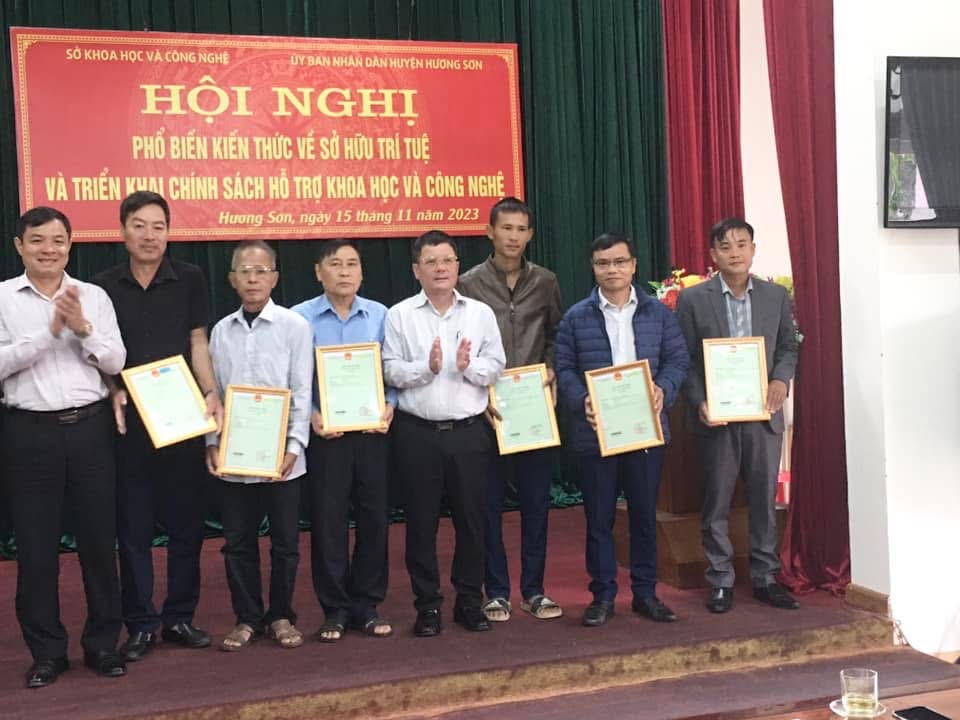 SỞ KHOA HỌC VÀ CÔNG NGHỆ ỦY BAN NHÂN DÂN HUYỆN HƯƠNG SƠN
HỘI NGHỊ
PHỔ BIẾN KIẾN THỨC VỀ SỞ HỮU TRÍ TUỆ
VÀ TRIỂN KHAI CHÍNH SÁCH HỖ TRỢ KHOA HỌC VÀ CÔNG NGHỆ
Hương Sơn, ngày 15 tháng 11 năm 2023